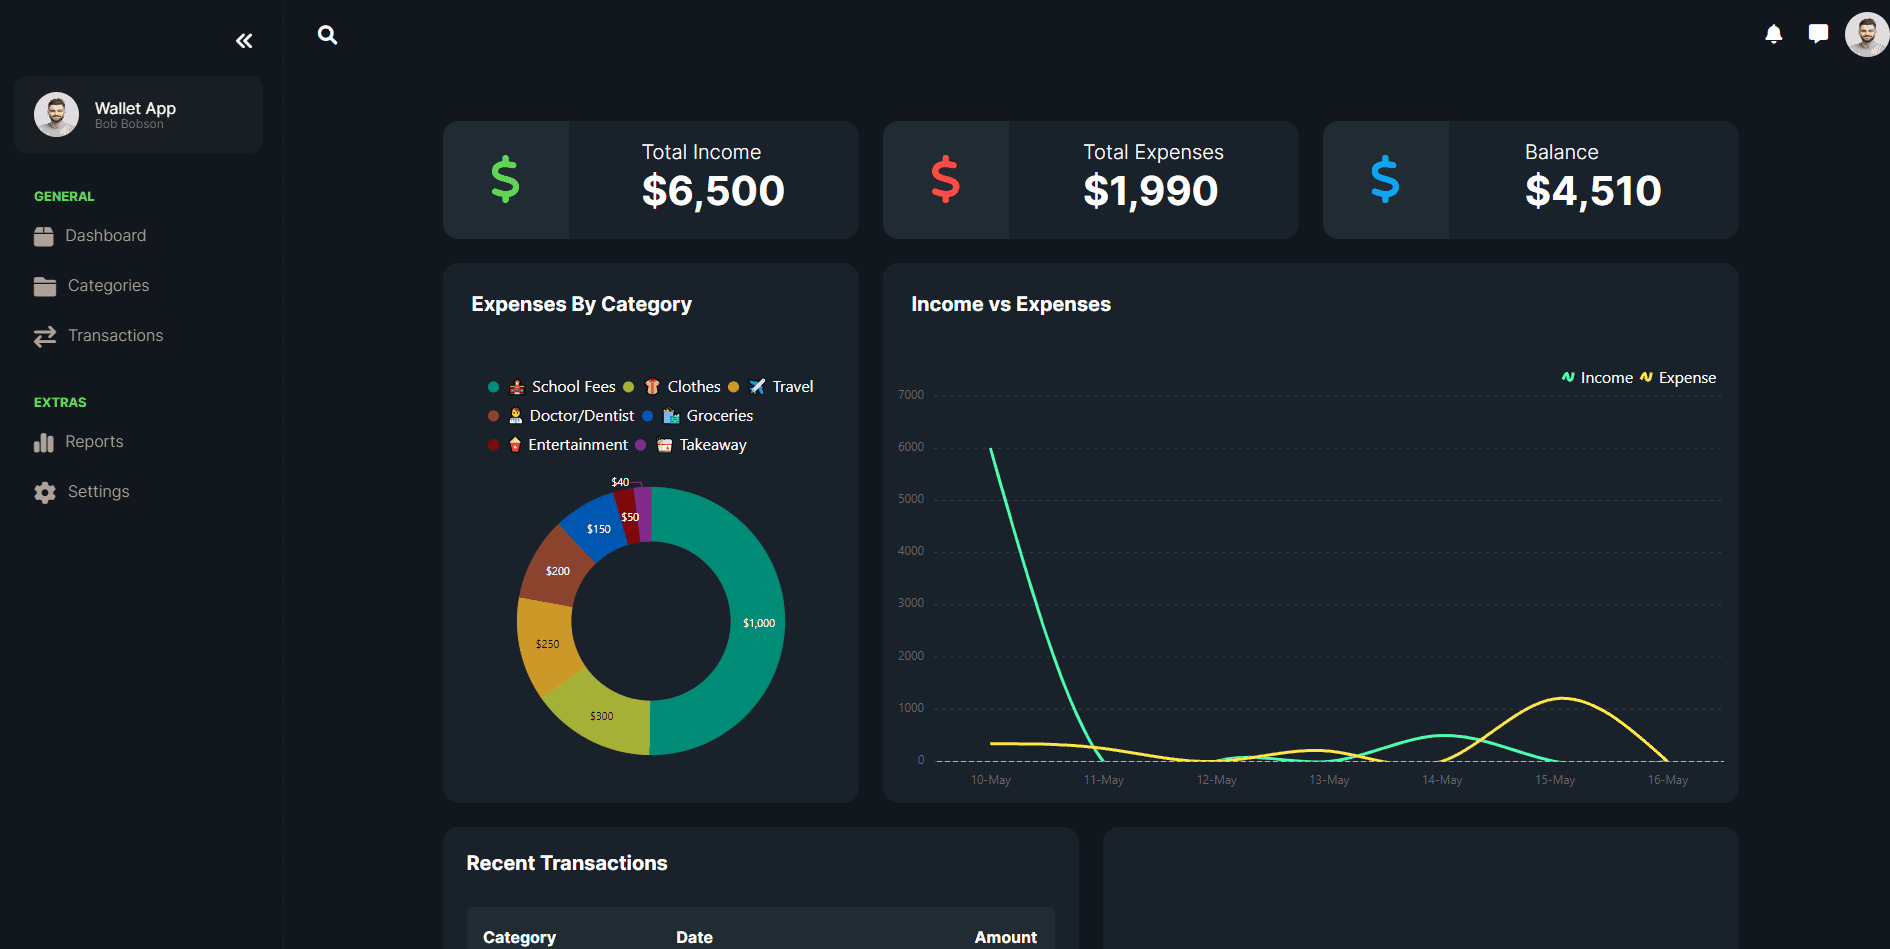 Wallet App
Bob Bobson
GENERAL
Dashboard
Categories
Transactions
EXTRAS
Reports
Settings
Total Income
$6,500
Total Expenses
$1,990
Balance
$4,510
Expenses By Category
School Fees Clothes Travel
Doctor/Dentist Groceries
Entertainment Takeaway
$40
$50
$150
$200
$250
$300
$1,000
Income vs Expenses
Income Expense
7000
6000
5000
4000
3000
2000
1000
0
10-May 11-May 12-May 13-May 14-May 15-May 16-May
Recent Transactions
Category Date Amount